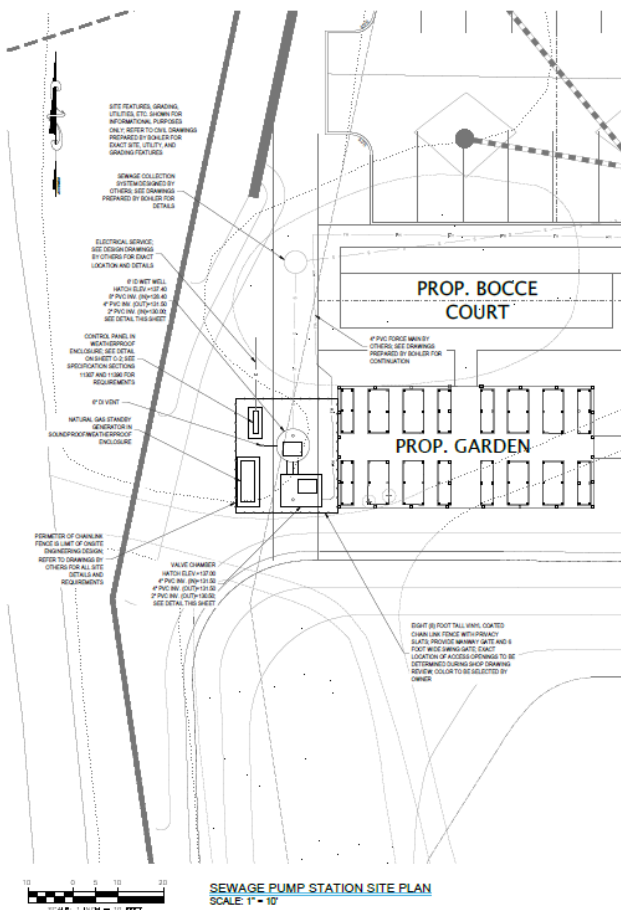 SITE FEATURES, GRADING,
UTILITIES, ETC. SHOWN FOR
INFORMATIONAL PURPOSES
ONLY; REFER TO CIVIL DRAWINGS
PREPARED BY BOHLER FOR
EXACT SITE, UTILITY, AND
GRADING FEATURES
SEWAGE COLLECTION
SYSTEM DESIGNED BY
OTHERS; SEE DRAWINGS
PREPARED BY BOHLER FOR
DETAILS
ELECTRICAL SERVICE;
SEE DESIGN DRAWINGS
BY OTHERS FOR EXACT
LOCATION AND DETAILS
PROP. BOCCE
COURT
6' ID WET WELL
HATCH ELEV.=137.40
8" PVC INV. (IN)=128.40
4" PVC INV. (OUT)=131.50
2" PVC INV. (IN)=130.00
SEE DETAIL THIS SHEET
4" PVC FORCE MAIN BY
OTHERS; SEE DRAWINGS
PREPARED BY BOHLER FOR
CONTINUATION
CONTROL PANEL IN
WEATHERPROOF
ENCLOSURE; SEE DETAIL
ON SHEET C-2; SEE
SPECIFICATION SECTIONS
11307 AND 11390 FOR
REQUIREMENTS
6" DI VENT
NATURAL GAS STANDBY
GENERATOR IN
SOUNDPROOF/WEATHERPROOF
ENCLOSURE
PROP. GARDEN
PERIMETER OF CHAINLINK
FENCE IS LIMIT OF ONSITE
ENGINEERING DESIGN;
REFER TO DRAWINGS BY
OTHERS FOR ALL SITE
DETAILS AND
REQUIREMENTS
VALVE CHAMBER
HATCH ELEV.=137.00
4" PVC INV. (IN)=131.50
4" PVC INV. (OUT)=131.50
2" PVC INV. (OUT)=130.50
SEE DETAIL THIS SHEET
EIGHT (8) FOOT TALL VINYL COATED
CHAIN LINK FENCE WITH PRIVACY
SLATS; PROVIDE MANWAY GATE AND 8
FOOT WIDE SWING GATE; EXACT
LOCATION OF ACCESS OPENINGS TO BE
DETERMINED DURING SHOP DRAWING
REVIEW; COLOR TO BE SELECTED BY
OWNER
10 0 5 10 20
SEWAGE PUMP STATION SITE PLAN
SCALE: 1" = 10'